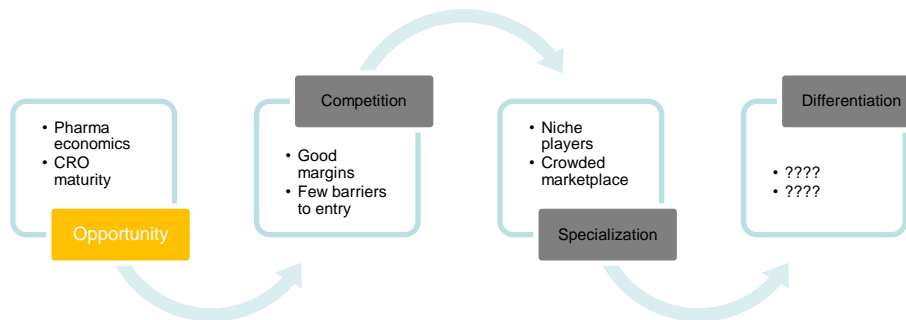 • Pharma
economics
• CRO
maturity
Opportunity
Competition
• Good
margins
• Few barriers
to entry
• Niche
players
• Crowded
marketplace
Specialization
Differentiation
• ????
• ????